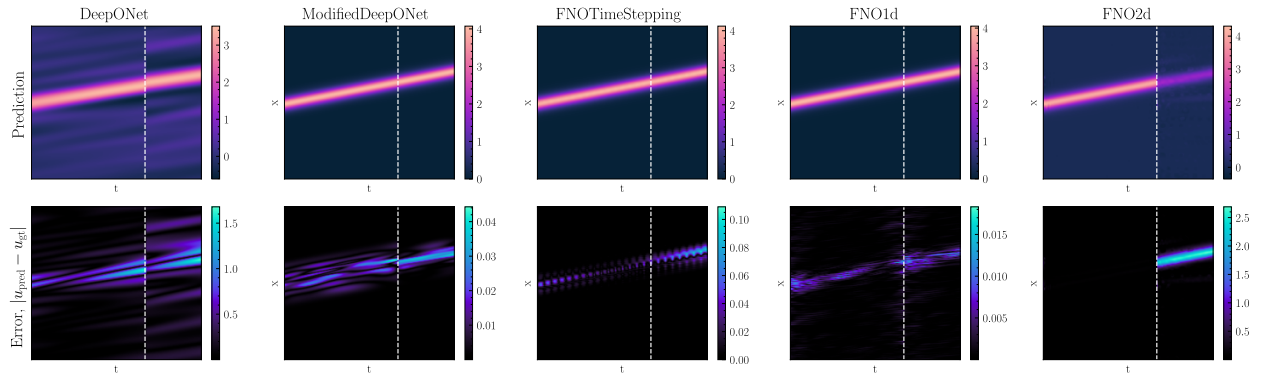 DeepONet
ModifiedDeepONet
FNOTimeStepping
FNO1d
FNO2d
Prediction
3
2
1
0
t
x
4
3
2
1
0
t
x
4
3
2
1
0
t
x
4
3
2
1
0
t
x
4
3
2
1
0
t
Error, |u_pred − u_gt|
1.5
1.0
0.5
t
x
0.04
0.03
0.02
0.01
t
x
0.10
0.08
0.06
0.04
0.02
0.00
t
x
0.015
0.010
0.005
t
x
2.5
2.0
1.5
1.0
0.5
t